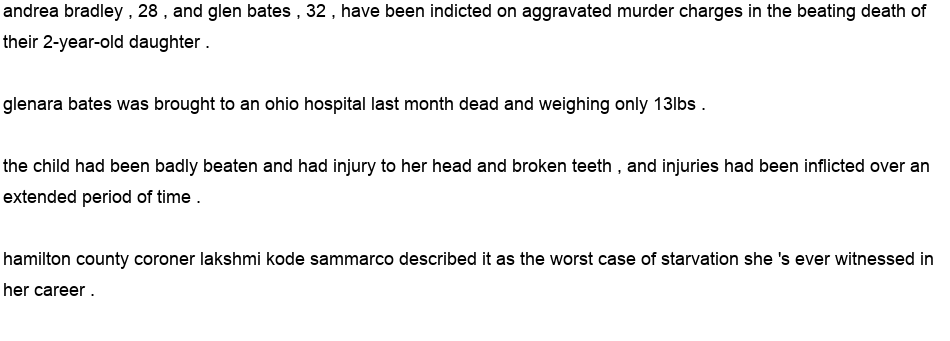 andrea bradley , 28 , and glen bates , 32 , have been indicted on aggravated murder charges in the beating death of
their 2-year-old daughter .
glenara bates was brought to an ohio hospital last month dead and weighing only 13lbs .
the child had been badly beaten and had injury to her head and broken teeth , and injuries had been inflicted over an
extended period of time .
hamilton county coroner lakshmi kode sammarco described it as the worst case of starvation she 's ever witnessed in
her career .